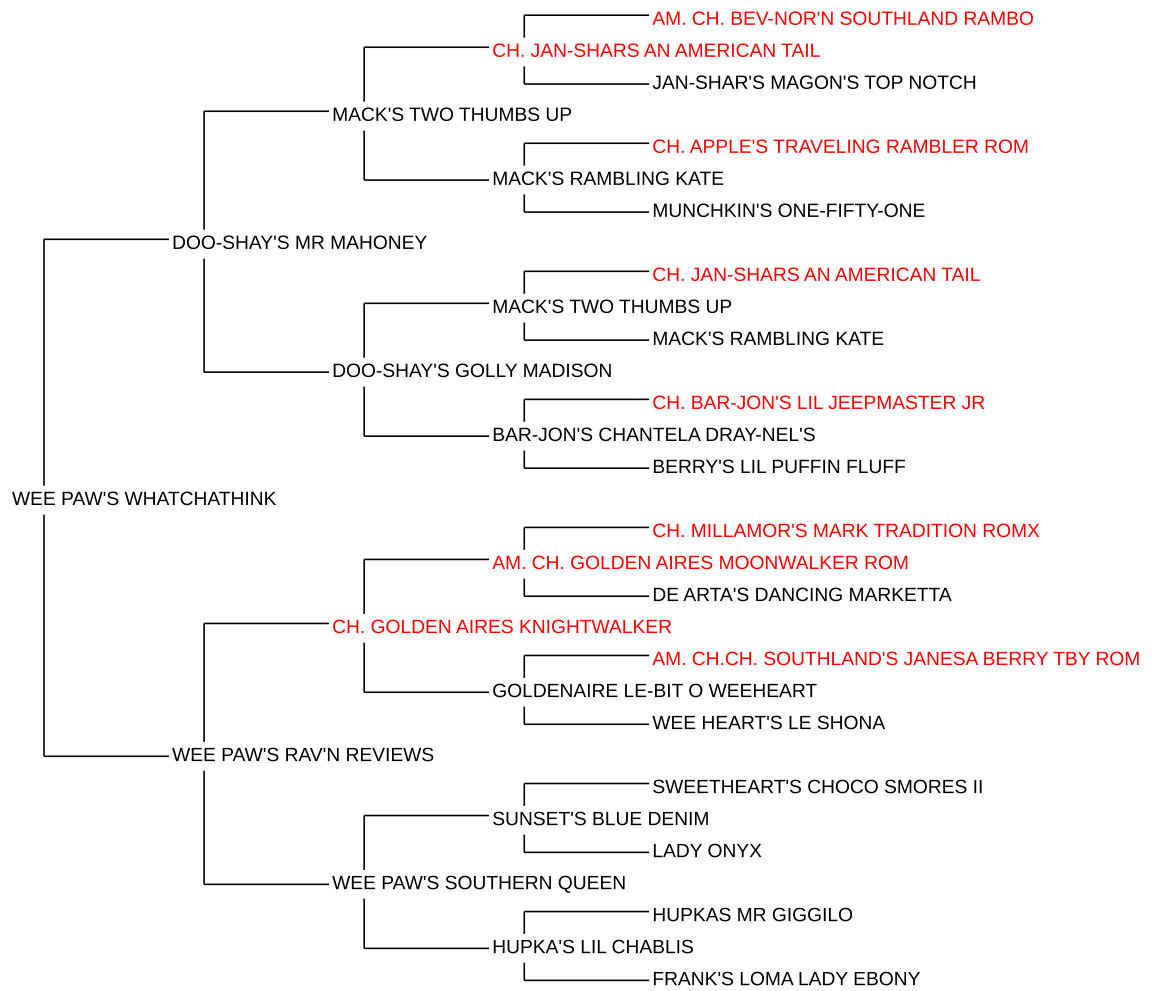 AM. CH. BEV-NOR'N SOUTHLAND RAMBO
CH. JAN-SHARS AN AMERICAN TAIL
JAN-SHAR'S MAGON'S TOP NOTCH
MACK'S TWO THUMBS UP
CH. APPLE'S TRAVELING RAMBLER ROM
MACK'S RAMBLING KATE
MUNCHKIN'S ONE-FIFTY-ONE
DOO-SHAY'S MR MAHONEY
CH. JAN-SHARS AN AMERICAN TAIL
MACK'S TWO THUMBS UP
MACK'S RAMBLING KATE
DOO-SHAY'S GOLLY MADISON
CH. BAR-JON'S LIL JEEPMASTER JR
BAR-JON'S CHANTELA DRAY-NEL'S
BERRY'S LIL PUFFIN FLUFF
WEE PAW'S WHATCHATHINK
CH. MILLAMOR'S MARK TRADITION ROMX
AM. CH. GOLDEN AIRES MOONWALKER ROM
DE ARTA'S DANCING MARKETTA
CH. GOLDEN AIRES KNIGHTWALKER
AM. CH.CH. SOUTHLAND'S JANESA BERRY TBY ROM
GOLDENAIRE LE-BIT O WEEHEART
WEE HEART'S LE SHONA
WEE PAW'S RAV'N REVIEWS
SWEETHEART'S CHOCO SMORES II
SUNSET'S BLUE DENIM
LADY ONYX
WEE PAW'S SOUTHERN QUEEN
HUPKAS MR GIGGILO
HUPKA'S LIL CHABLIS
FRANK'S LOMA LADY EBONY